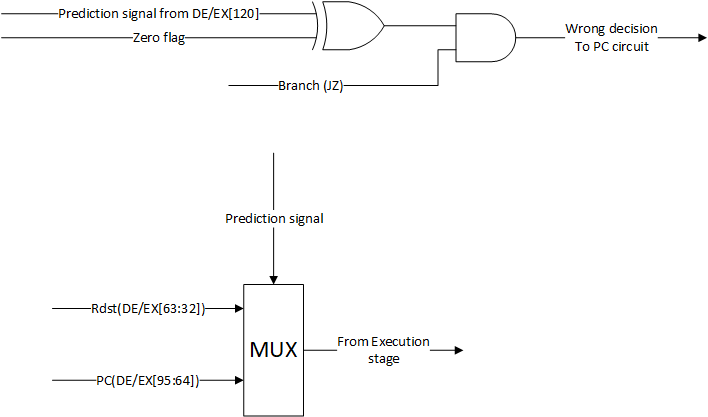 Prediction signal from DE/EX[120]
Zero flag
Wrong decision
To PC circuit
Branch (JZ)
Prediction signal
Rdst(DE/EX[63:32])
MUX
From Execution
stage
PC(DE/EX[95:64])